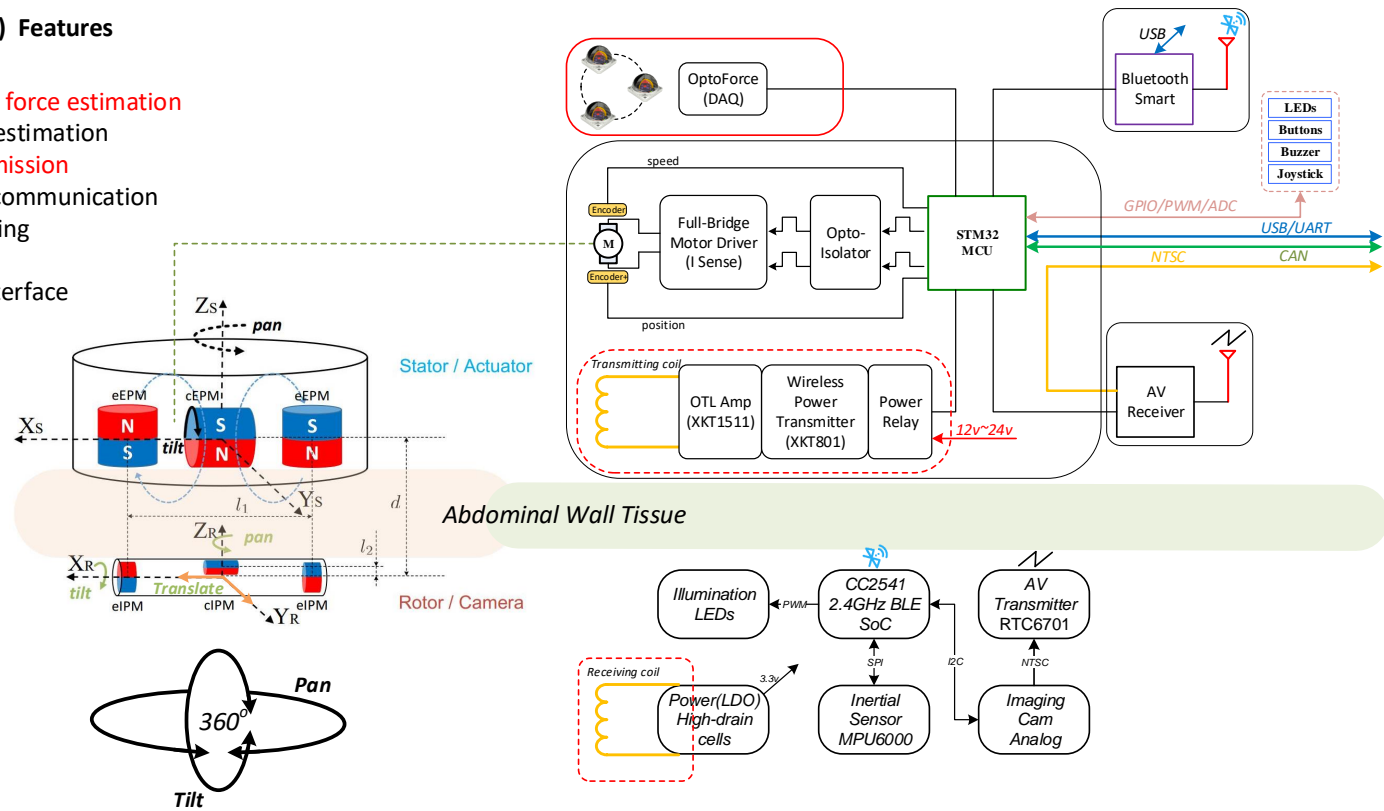 ) Features
force estimation
estimation
mission
communication
ing
terface
OptoForce
(DAQ)
USB
Bluetooth
Smart
LEDs
Buttons
Buzzer
Joystick
GPIO/PWM/ADC
USB/UART
CAN
NTSC
speed
Encoder
M
Encoder+
position
Full-Bridge
Motor Driver
(I Sense)
Opto-
Isolator
STM32
MCU
Transmitting coil
OTL Amp
(XKT1511)
Wireless
Power
Transmitter
(XKT801)
Power
Relay
12v~24v
AV
Receiver
ZS
pan
Stator / Actuator
eEPM
cEPM
eEPM
N
S
S
N
S
N
XS
tilt
YS
l1
d
Abdominal Wall Tissue
ZR
pan
l2
XR
tilt
Translate
eIPM
cIPM
eIPM
YR
Rotor / Camera
Illumination
LEDs
PWM
CC2541
2.4GHz BLE
SoC
AV
Transmitter
RTC6701
SPI
I2C
NTSC
Receiving coil
3.3v
Power(LDO)
High-drain
cells
Inertial
Sensor
MPU6000
Imaging
Cam
Analog
Pan
360o
Tilt